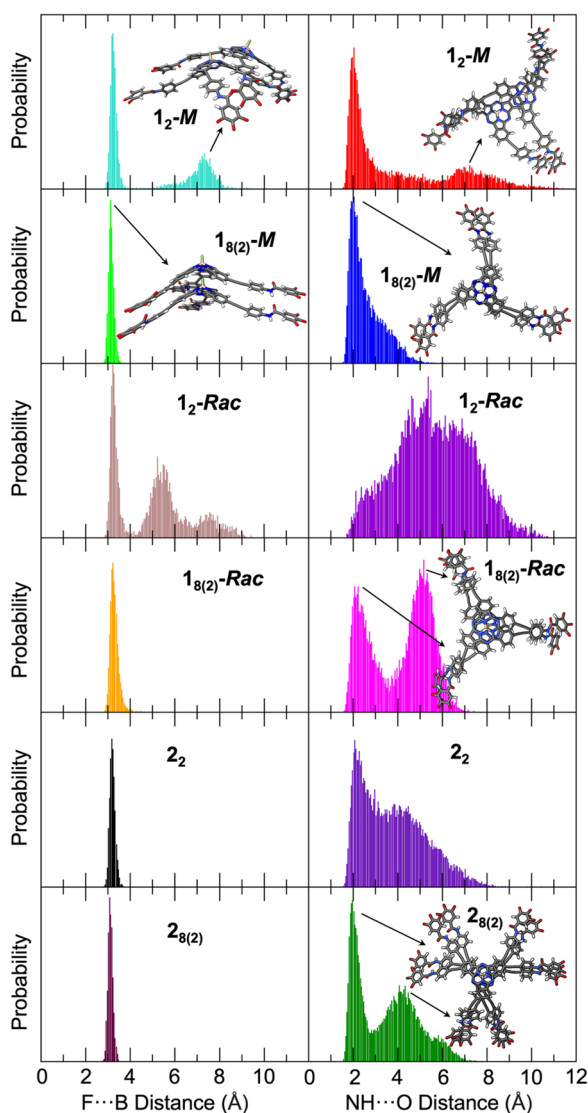 Probability
1₂-M
1₂-M
Probability
1₈₍₂₎-M
1₈₍₂₎-M
Probability
1₂-Rac
1₂-Rac
Probability
1₈₍₂₎-Rac
1₈₍₂₎-Rac
Probability
2₂
2₂
Probability
2₈₍₂₎
2₈₍₂₎
0 2 4 6 8 10 0 2 4 6 8 10 12
F···B Distance (Å) NH···O Distance (Å)